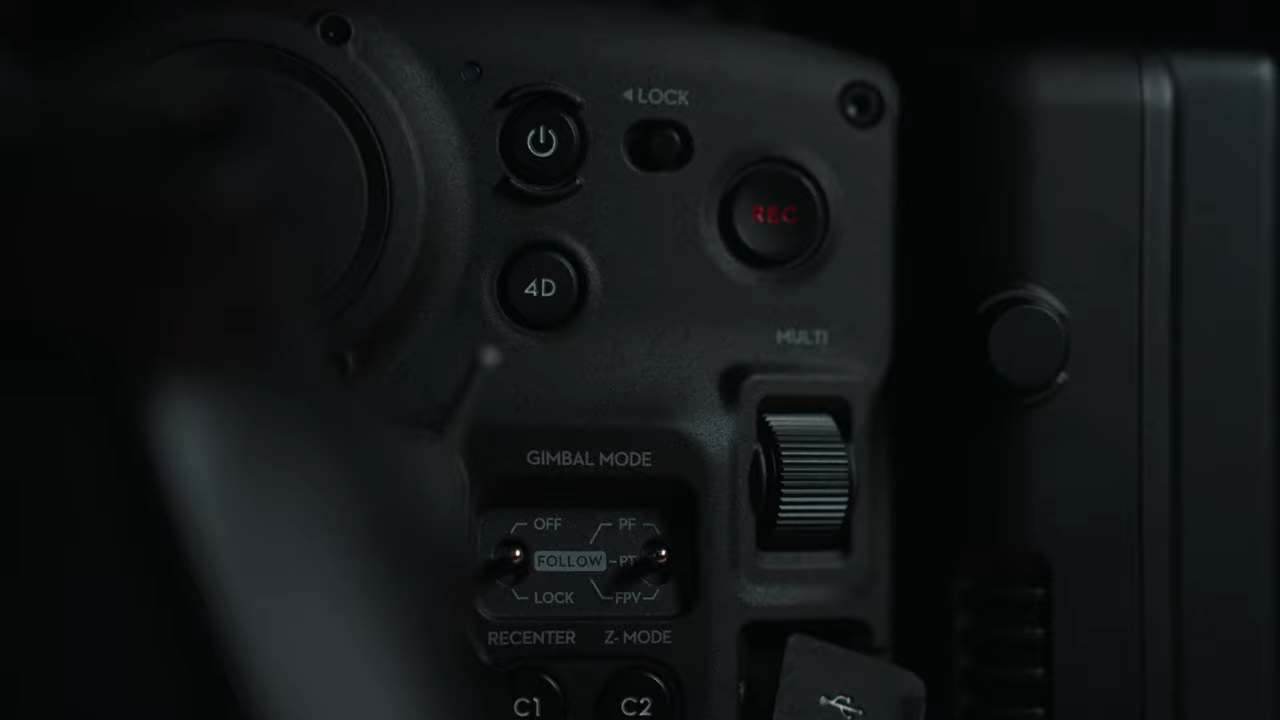 LOCK
REC
4D
MULTI
GIMBAL MODE
OFF
PF
FOLLOW
PT
LOCK
FPV
RECENTER
Z- MODE
C1
C2